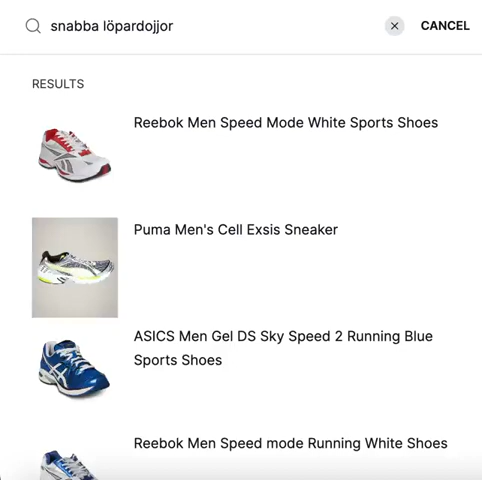 snabba löpardojjor
CANCEL
RESULTS
Reebok Men Speed Mode White Sports Shoes
Puma Men's Cell Exsis Sneaker
ASICS Men Gel DS Sky Speed 2 Running Blue
Sports Shoes
Reebok Men Speed mode Running White Shoes